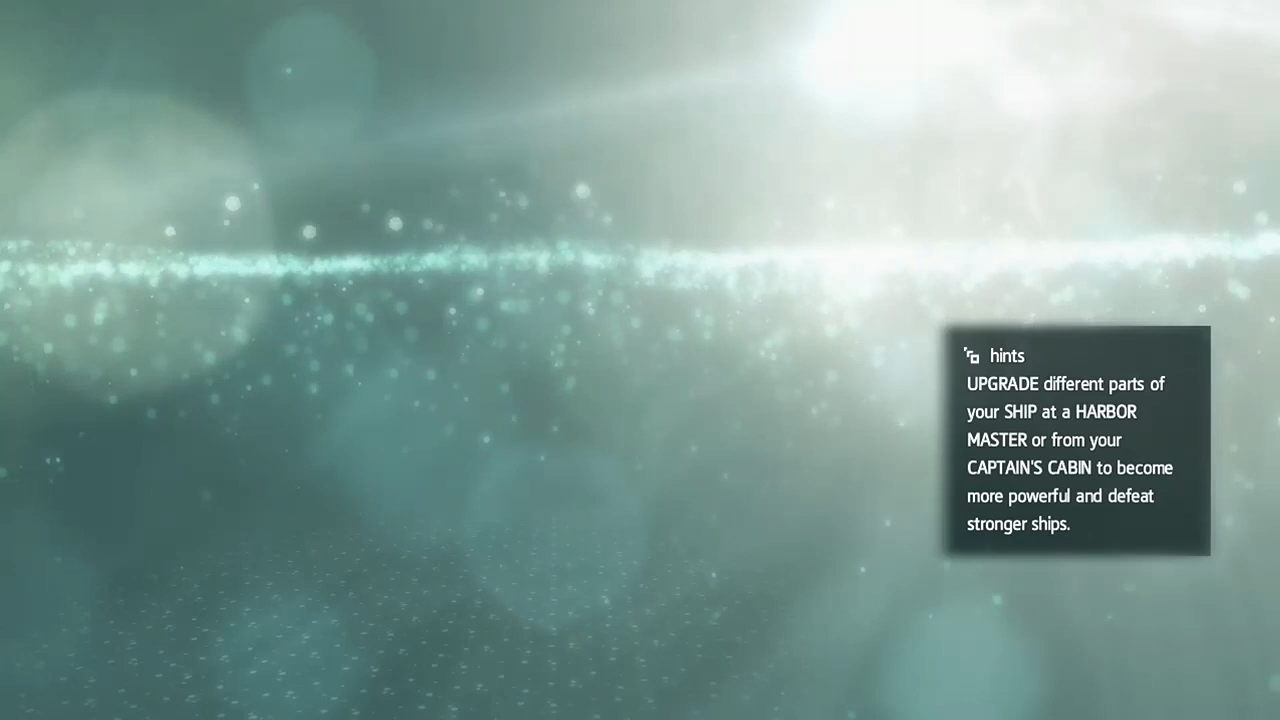 hints
UPGRADE different parts of
your SHIP at a HARBOR
MASTER or from your
CAPTAIN'S CABIN to become
more powerful and defeat
stronger ships.